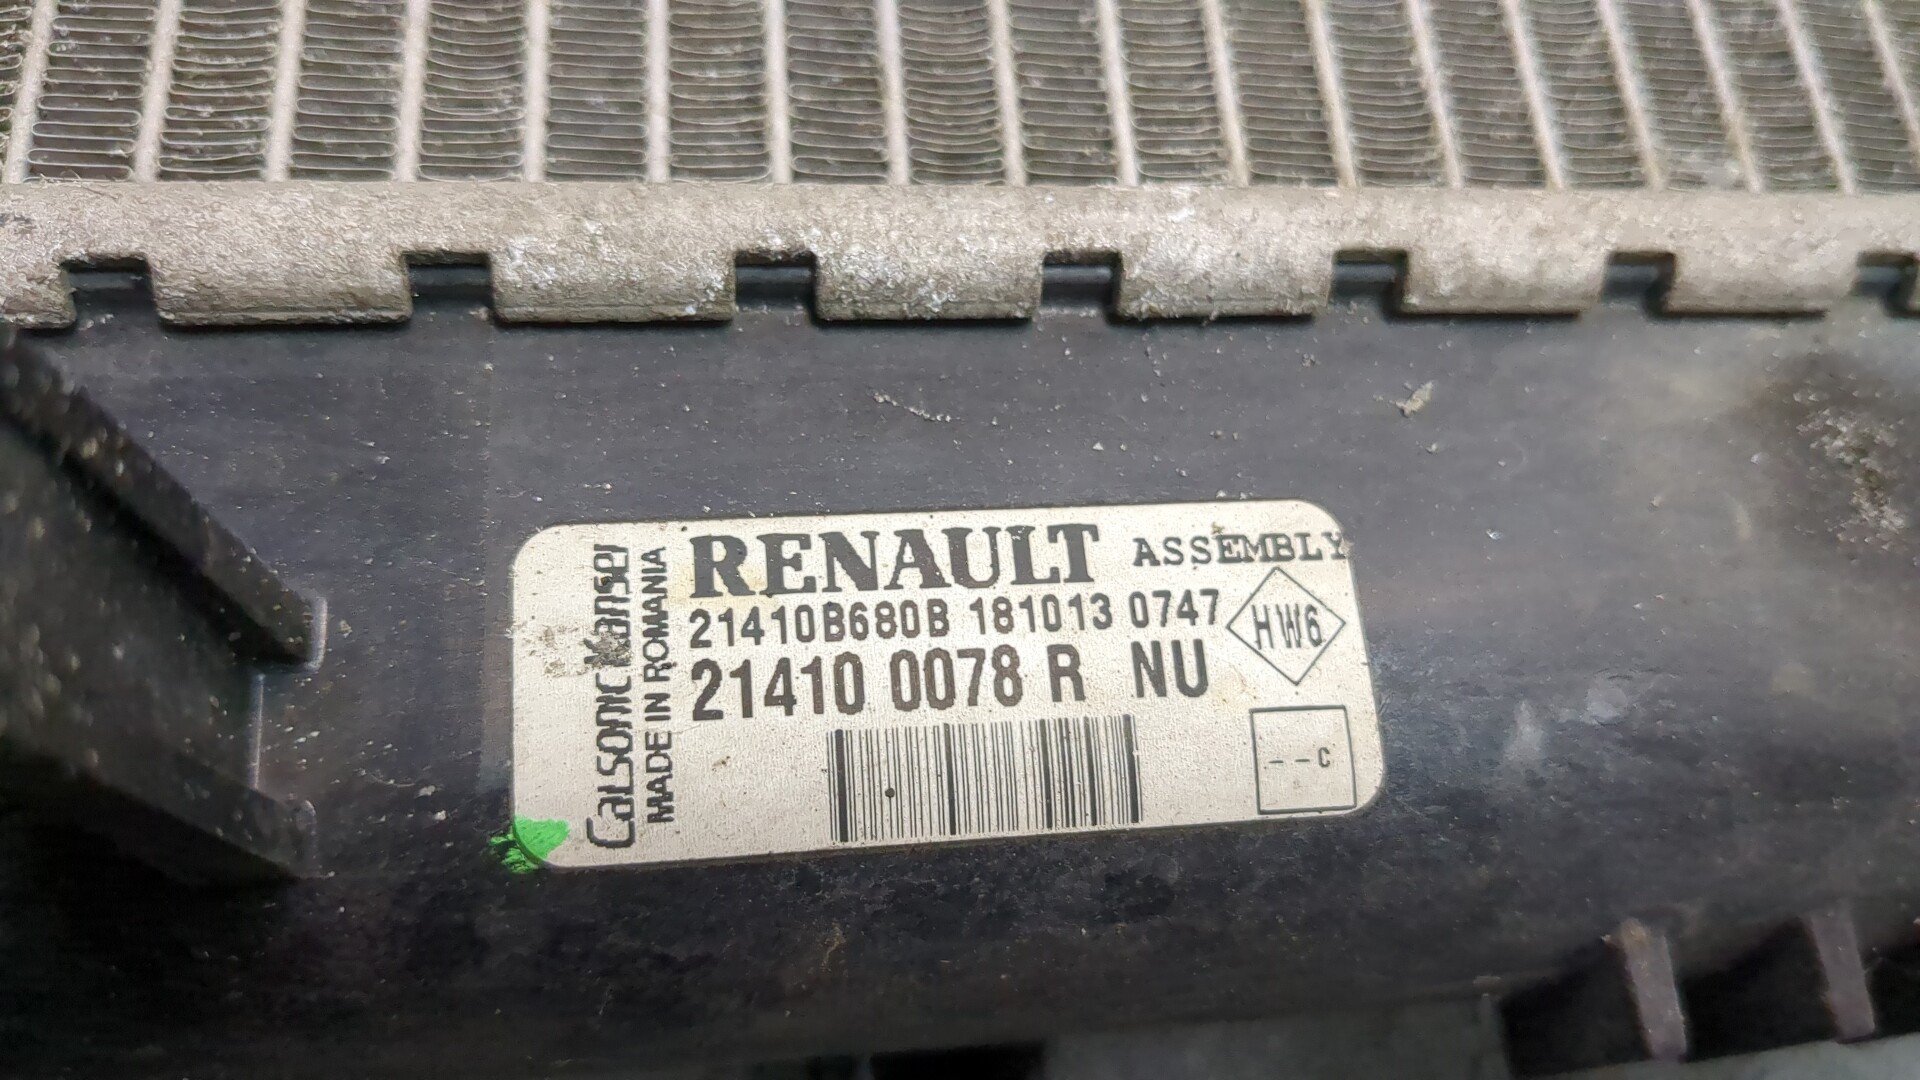 RENAULT ASSEMBLY
21410B680B 181013 0747
21410 0078 R NU
HW6
--C
Calsonic Kansei
MADE IN ROMANIA